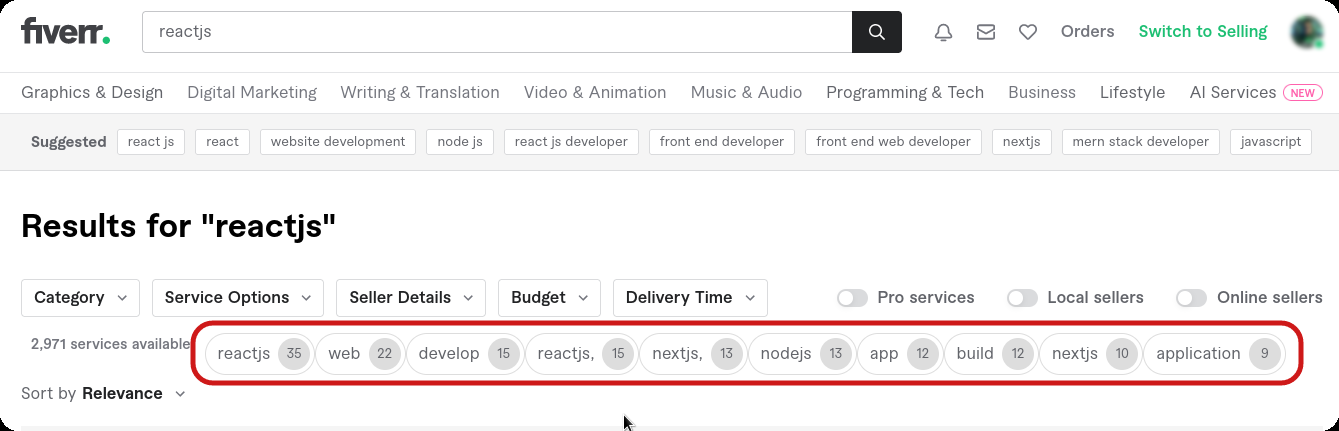 fiverr. reactjs Orders Switch to Selling
Graphics & Design Digital Marketing Writing & Translation Video & Animation Music & Audio Programming & Tech Business Lifestyle AI Services NEW
Suggested react js react website development node js react js developer front end developer front end web developer nextjs mern stack developer javascript
Results for "reactjs"
Category Service Options Seller Details Budget Delivery Time Pro services Local sellers Online sellers
2,971 services available reactjs 35 web 22 develop 15 reactjs, 15 nextjs, 13 nodejs 13 app 12 build 12 nextjs 10 application 9
Sort by Relevance